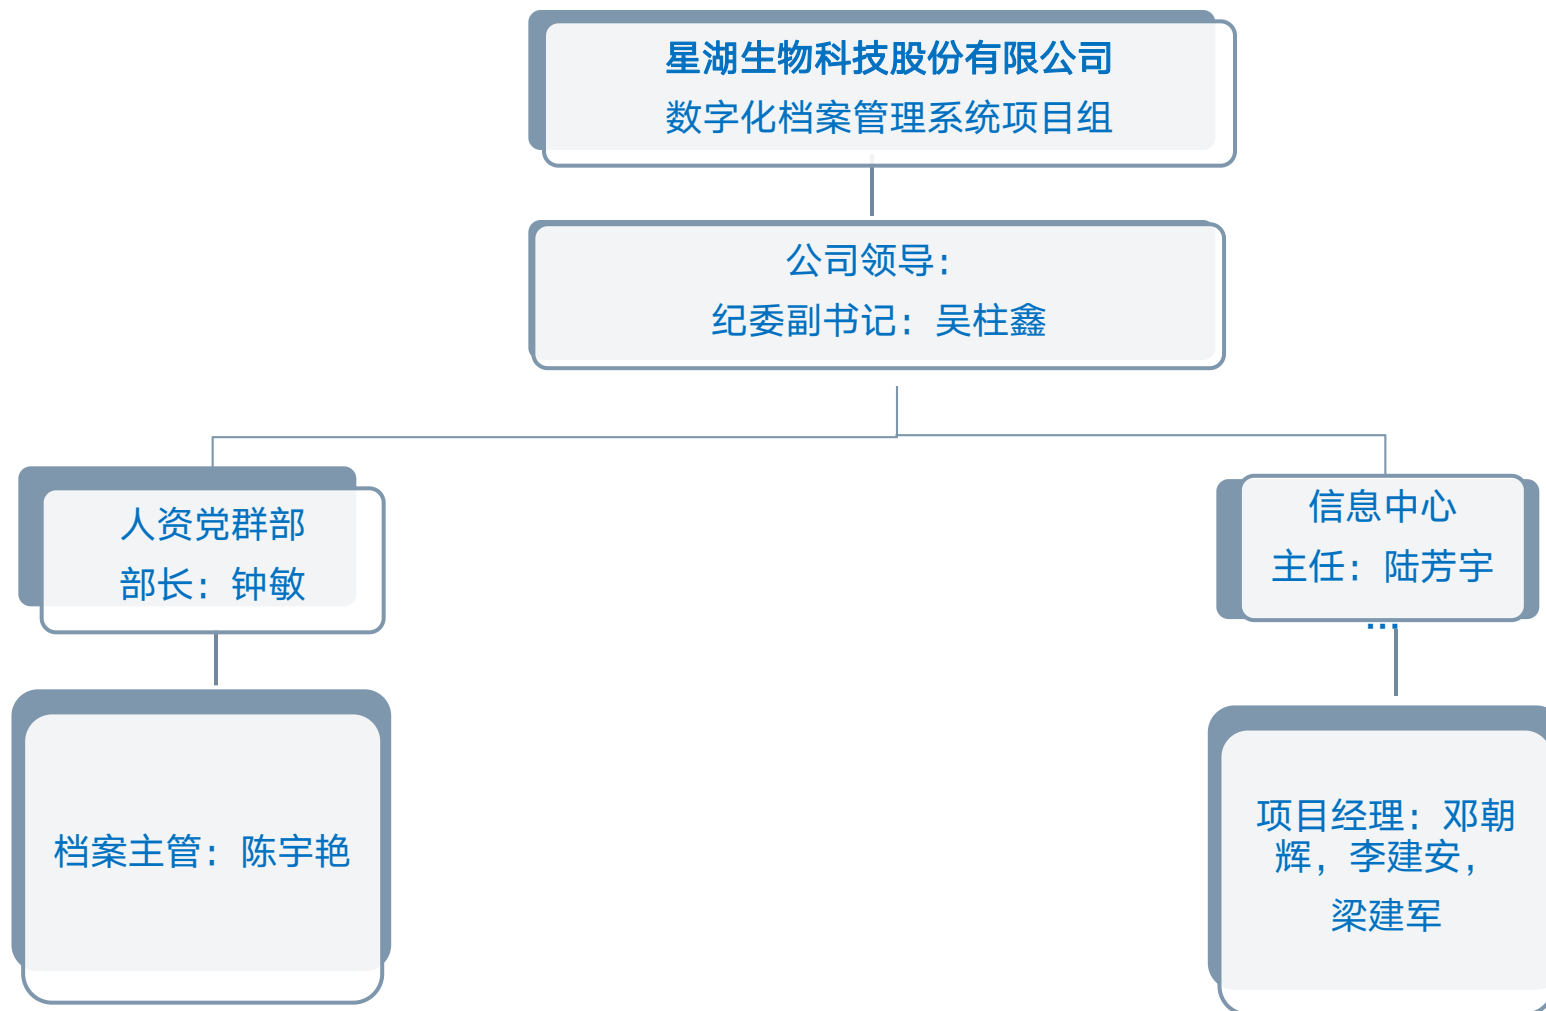 星湖生物科技股份有限公司
数字化档案管理系统项目组
公司领导：
纪委副书记：吴柱鑫
人资党群部
部长：钟敏
信息中心
主任：陆芳宇
...
档案主管：陈宇艳
项目经理：邓朝
辉，李建安，
梁建军